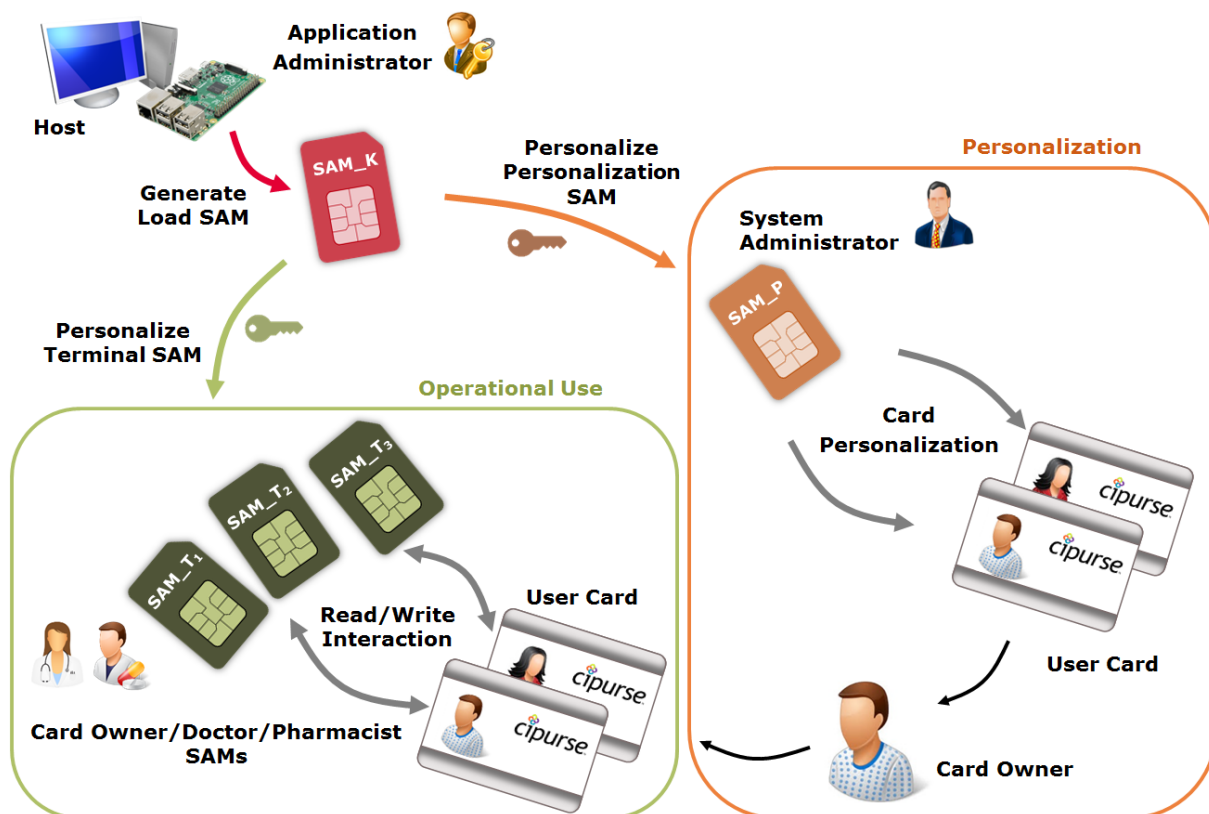 Application
Administrator
Host
Generate
Load SAM
SAM_K
Personalize
Personalization
SAM
Personalization
System
Administrator
SAM_P
Card
Personalization
cipurse
cipurse
User Card
Card Owner
Personalize
Terminal SAM
Operational Use
SAM_T₁
SAM_T₂
SAM_T₃
Read/Write
Interaction
User Card
cipurse
cipurse
Card Owner/Doctor/Pharmacist
SAMs